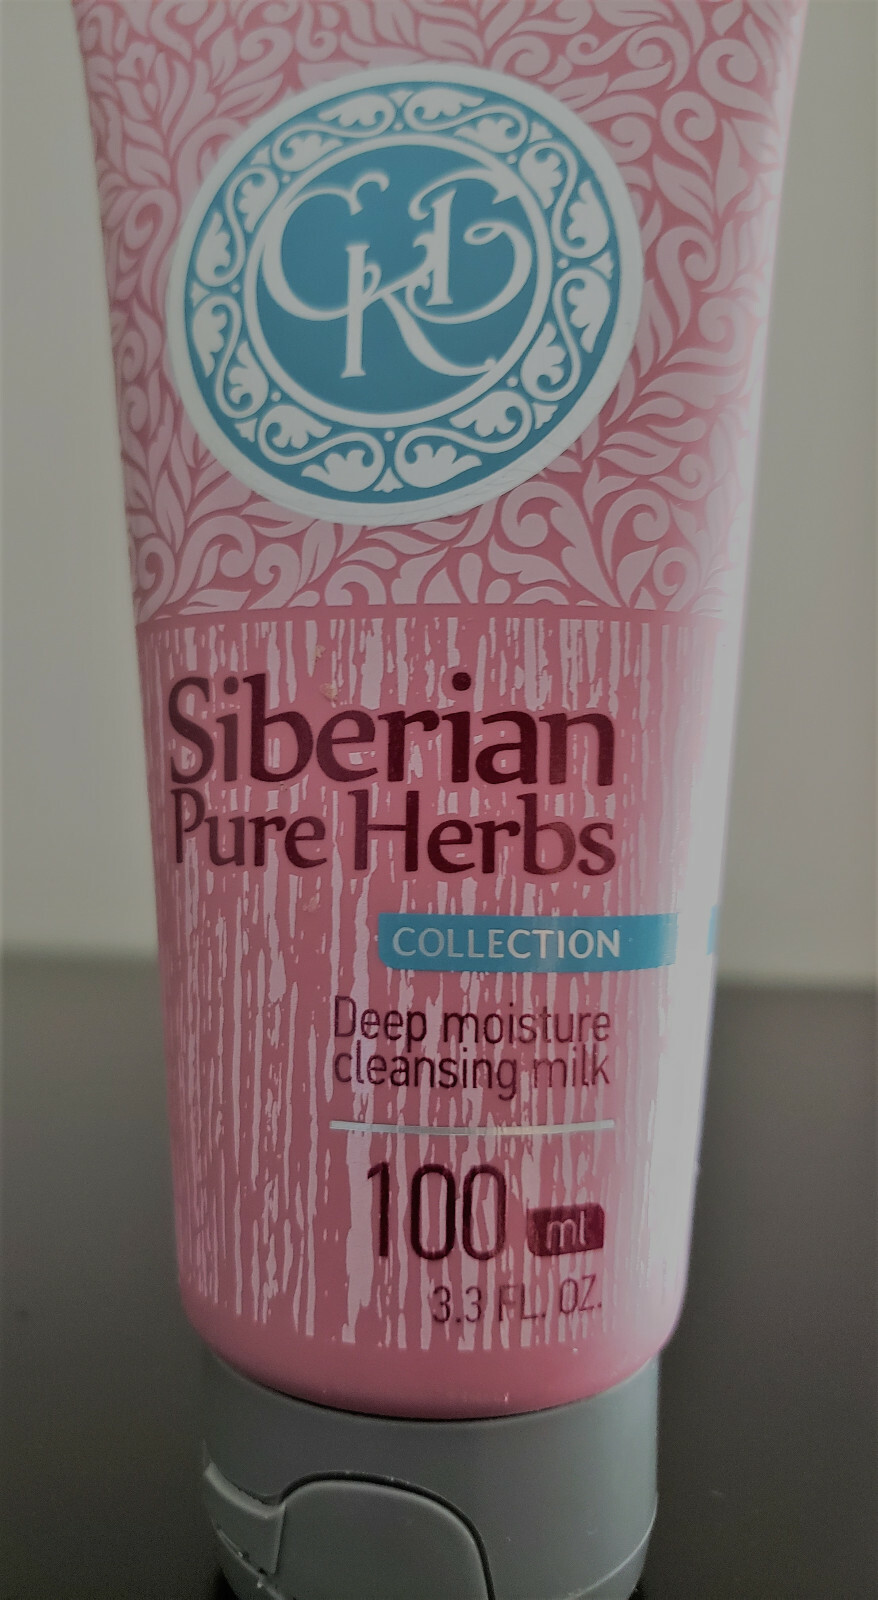 Siberian
Pure Herbs
COLLECTION
Deep moisture
cleansing milk
100 ml
3.3 FL. OZ.